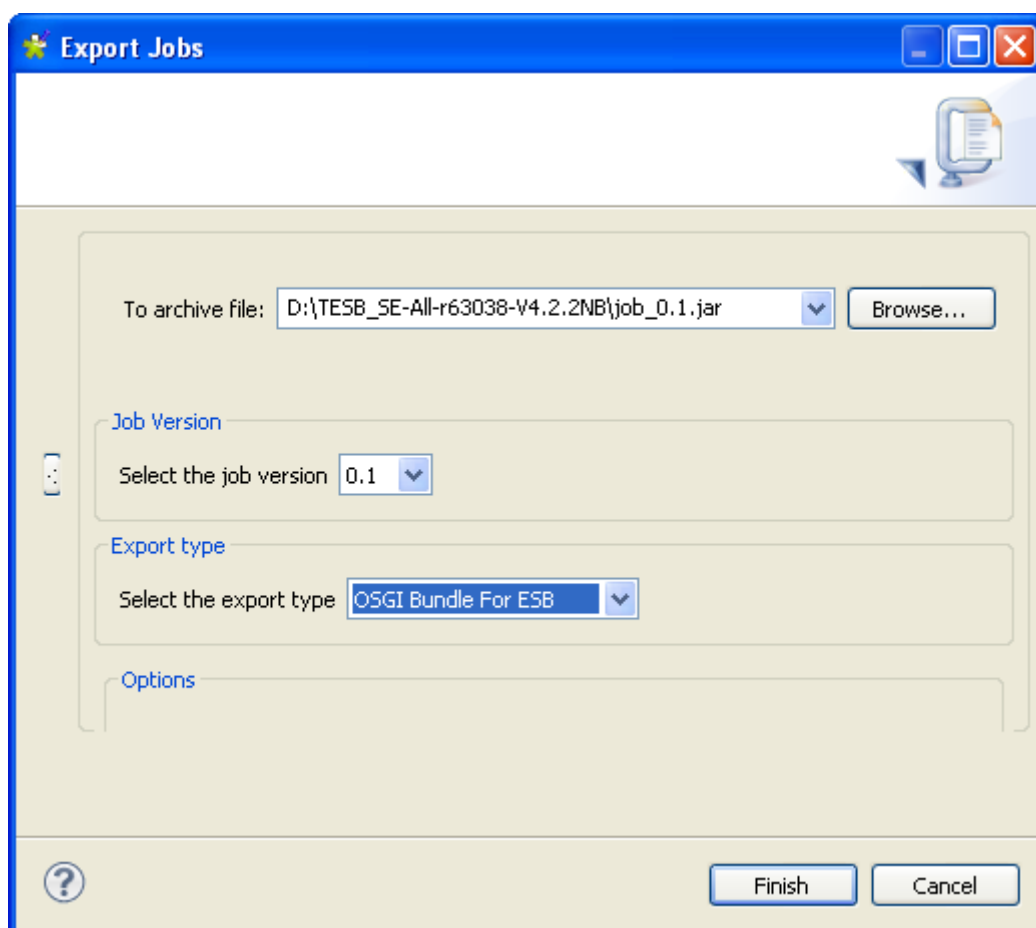 Export Jobs
To archive file: D:\TESB_SE-All-r63038-V4.2.2NB\job_0.1.jar Browse...
Job Version
Select the job version 0.1
Export type
Select the export type OSGI Bundle For ESB
Options
? Finish Cancel